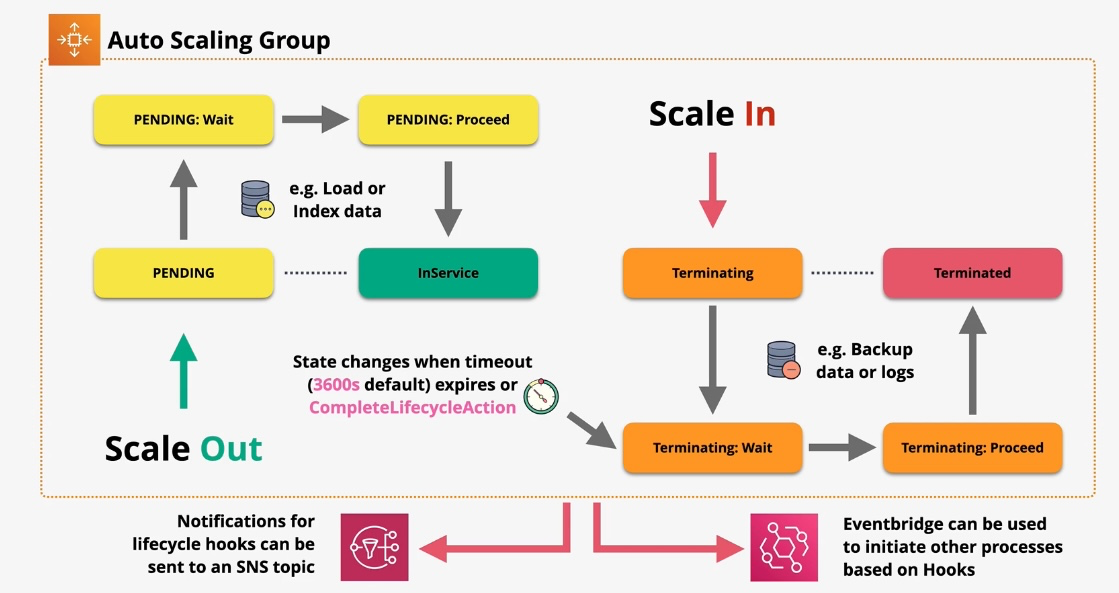 Auto Scaling Group
PENDING: Wait
PENDING: Proceed
Scale In
e.g. Load or
Index data
PENDING
InService
Terminating
Terminated
State changes when timeout
(3600s default) expires or
CompleteLifecycleAction
e.g. Backup
data or logs
Scale Out
Terminating: Wait
Terminating: Proceed
Notifications for
lifecycle hooks can be
sent to an SNS topic
Eventbridge can be used
to initiate other processes
based on Hooks